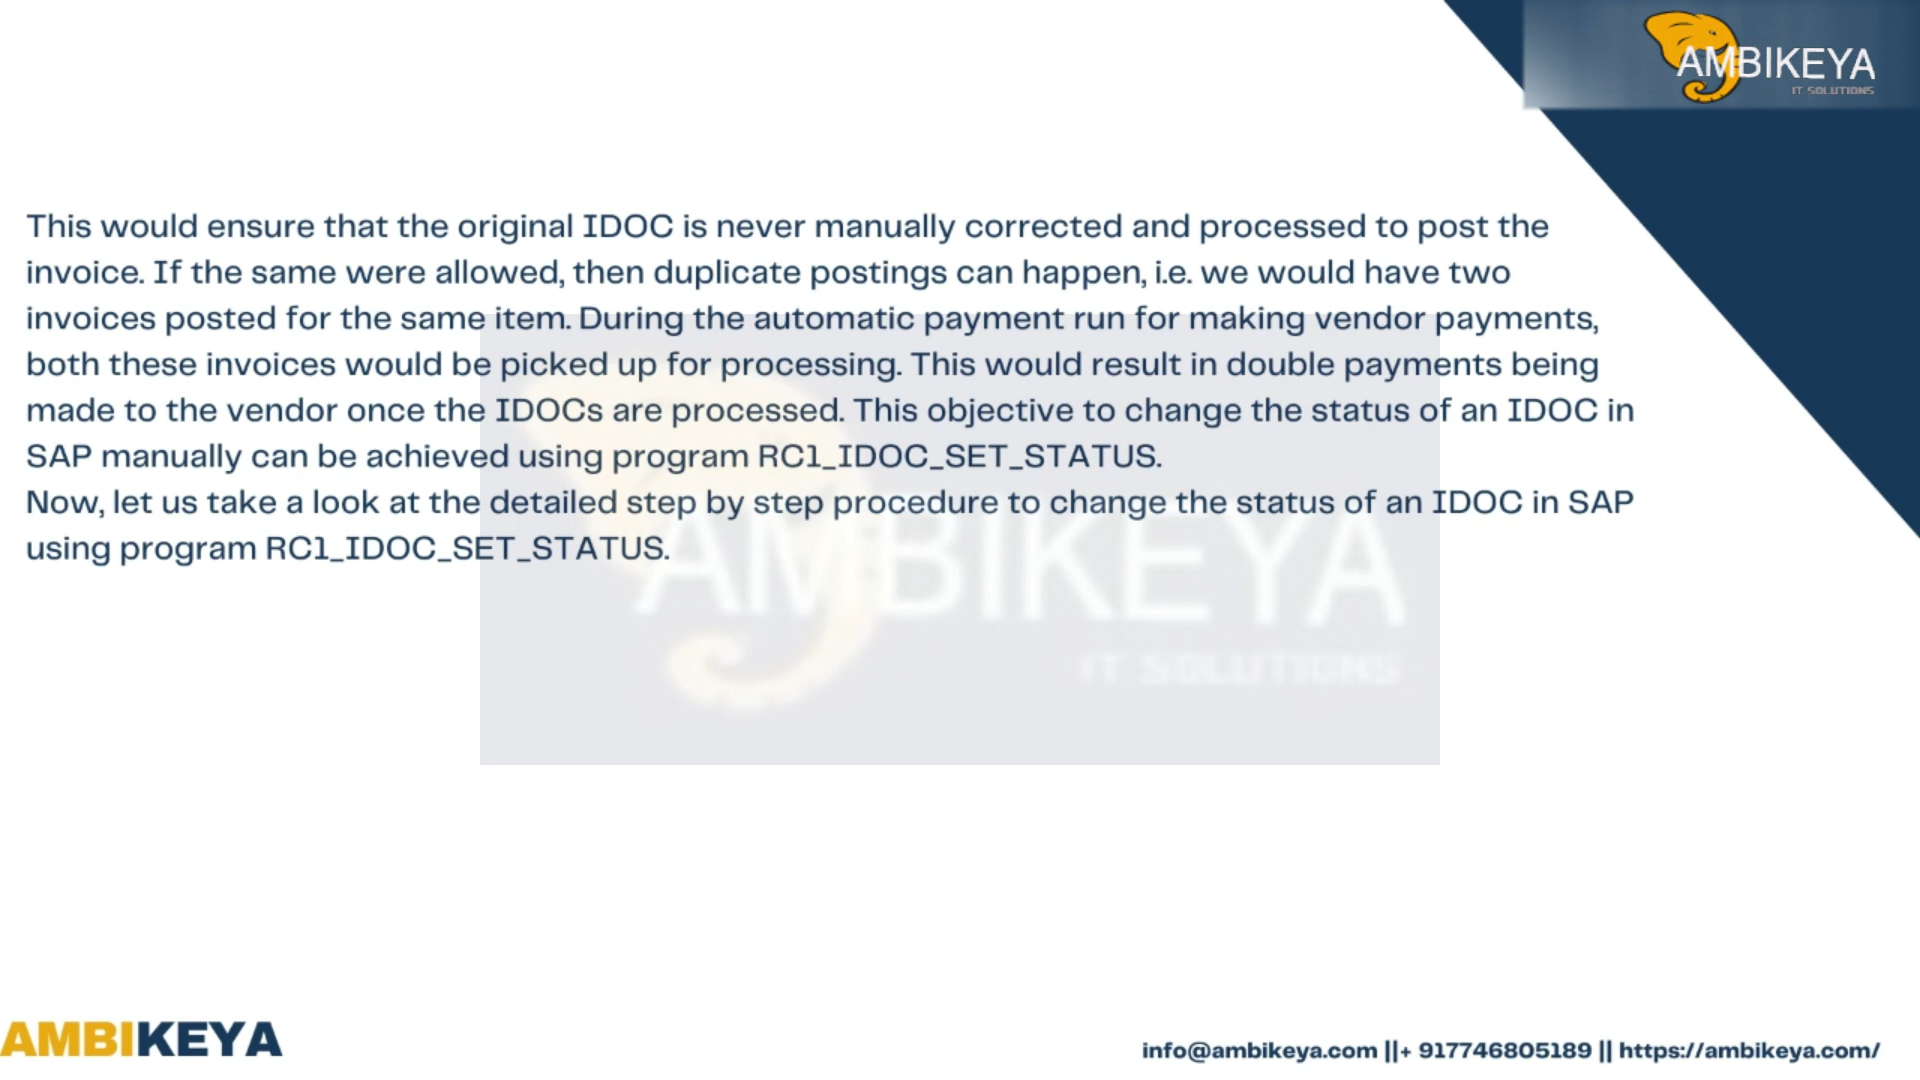 AMBIKEYA
IT SOLUTIONS
This would ensure that the original IDOC is never manually corrected and processed to post the
invoice. If the same were allowed, then duplicate postings can happen, i.e. we would have two
invoices posted for the same item. During the automatic payment run for making vendor payments,
both these invoices would be picked up for processing. This would result in double payments being
made to the vendor once the IDOCs are processed. This objective to change the status of an IDOC in
SAP manually can be achieved using program RC1_IDOC_SET_STATUS.
Now, let us take a look at the detailed step by step procedure to change the status of an IDOC in SAP
using program RC1_IDOC_SET_STATUS.
AMBIKEYA
IT SOLUTIONS
AMBIKEYA
info@ambikeya.com ||+ 917746805189 || https://ambikeya.com/